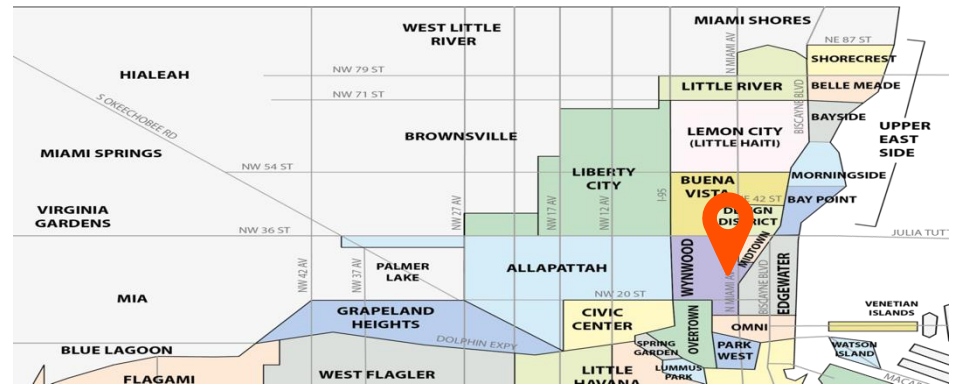 MIAMI SHORES
WEST LITTLE
RIVER
NE 87 ST
N MIAMI AV
SHORECREST
HIALEAH
NW 79 ST
LITTLE RIVER
BELLE MEADE
NW 71 ST
BISCAYNE BLVD
BAYSIDE
S OKEECHOBEE RD
BROWNSVILLE
LEMON CITY
(LITTLE HAITI)
UPPER
EAST
SIDE
MIAMI SPRINGS
NW 54 ST
LIBERTY
CITY
BUENA
VISTA
MORNINGSIDE
I-95
BAY POINT
VIRGINIA
GARDENS
NW 27 AV
NW 17 AV
NW 12 AV
42 ST
NW 36 ST
JULIA TUT
MIDTOWN
WYNWOOD
EDGEWATER
PALMER
LAKE
ALLAPATTAH
NW 42 AV
NW 37 AV
N MIAMI AV
BISCAYNE BLVD
MIA
NW 20 ST
GRAPELAND
HEIGHTS
CIVIC
CENTER
OVERTOWN
OMNI
VENETIAN
ISLANDS
DOLPHIN EXPY
BLUE LAGOON
SPRING
GARDEN
PARK
WEST
WATSON
ISLAND
FLAGAMI
WEST FLAGLER
LITTLE
HAVANA
LUMMUS
PARK
MACAR